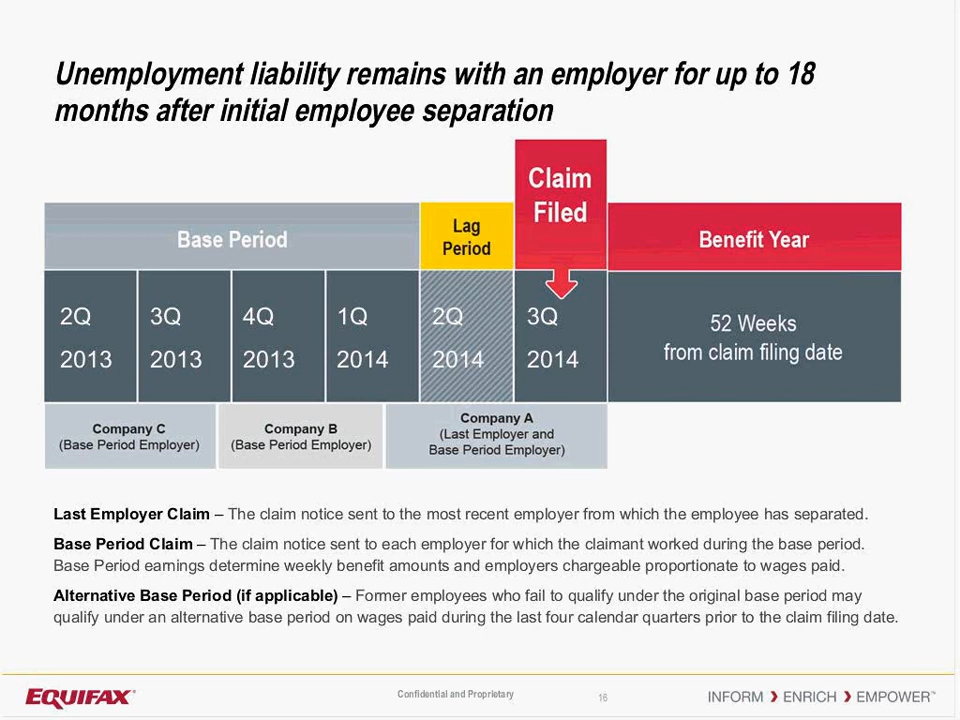 Unemployment liability remains with an employer for up to 18
months after initial employee separation
Claim
Filed
Base Period
Lag
Period
Benefit Year
2Q
2013
3Q
2013
4Q
2013
1Q
2014
2Q
2014
3Q
2014
52 Weeks
from claim filing date
Company C
(Base Period Employer)
Company B
(Base Period Employer)
Company A
(Last Employer and
Base Period Employer)
Last Employer Claim – The claim notice sent to the most recent employer from which the employee has separated.
Base Period Claim – The claim notice sent to each employer for which the claimant worked during the base period.
Base Period earnings determine weekly benefit amounts and employers chargeable proportionate to wages paid.
Alternative Base Period (if applicable) – Former employees who fail to qualify under the original base period may
qualify under an alternative base period on wages paid during the last four calendar quarters prior to the claim filing date.
EQUIFAX®
Confidential and Proprietary
16
INFORM ❯ ENRICH ❯ EMPOWER™